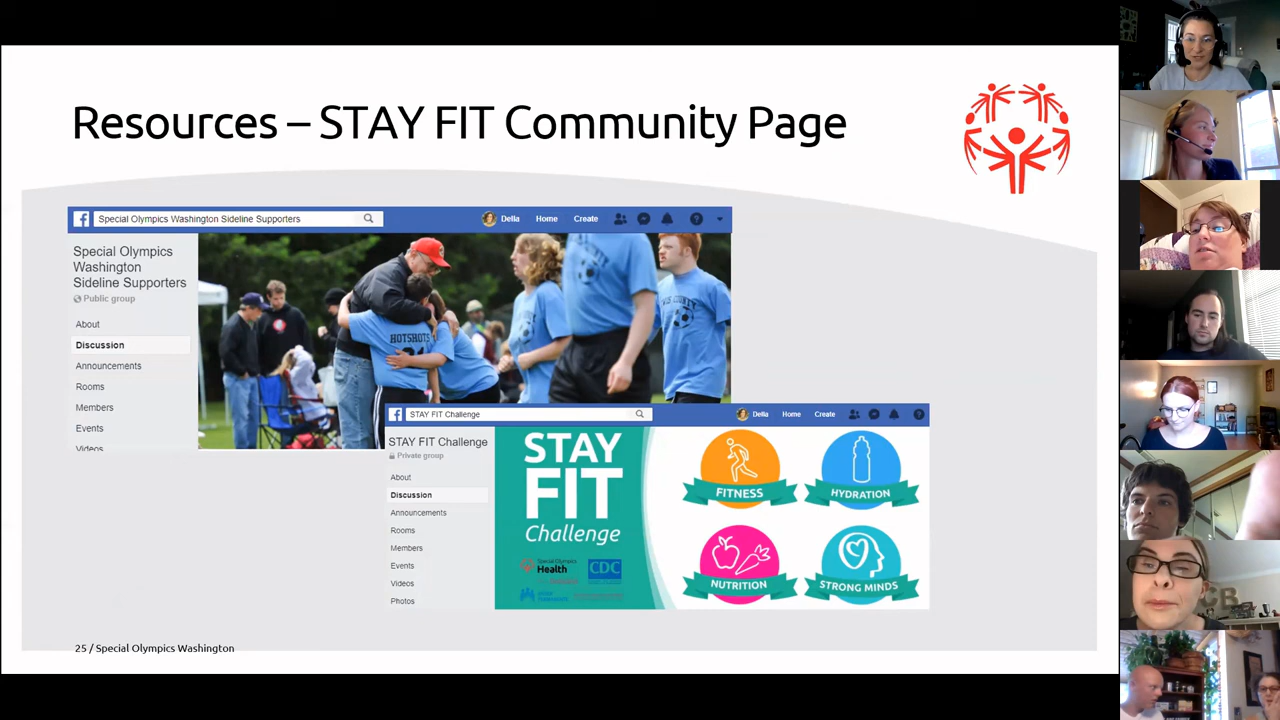 Resources – STAY FIT Community Page
Special Olympics Washington Sideline Supporters
Della
Home
Create
Special Olympics
Washington
Sideline Supporters
Public group
About
Discussion
Announcements
Rooms
Members
Events
Videos
HOTSHOTS
STAY FIT Challenge
Della
Home
Create
STAY FIT Challenge
Private group
About
Discussion
Announcements
Rooms
Members
Events
Videos
Photos
STAY
FIT
Challenge
Special Olympics
Health
CDC
FITNESS
HYDRATION
NUTRITION
STRONG MINDS
25 / Special Olympics Washington